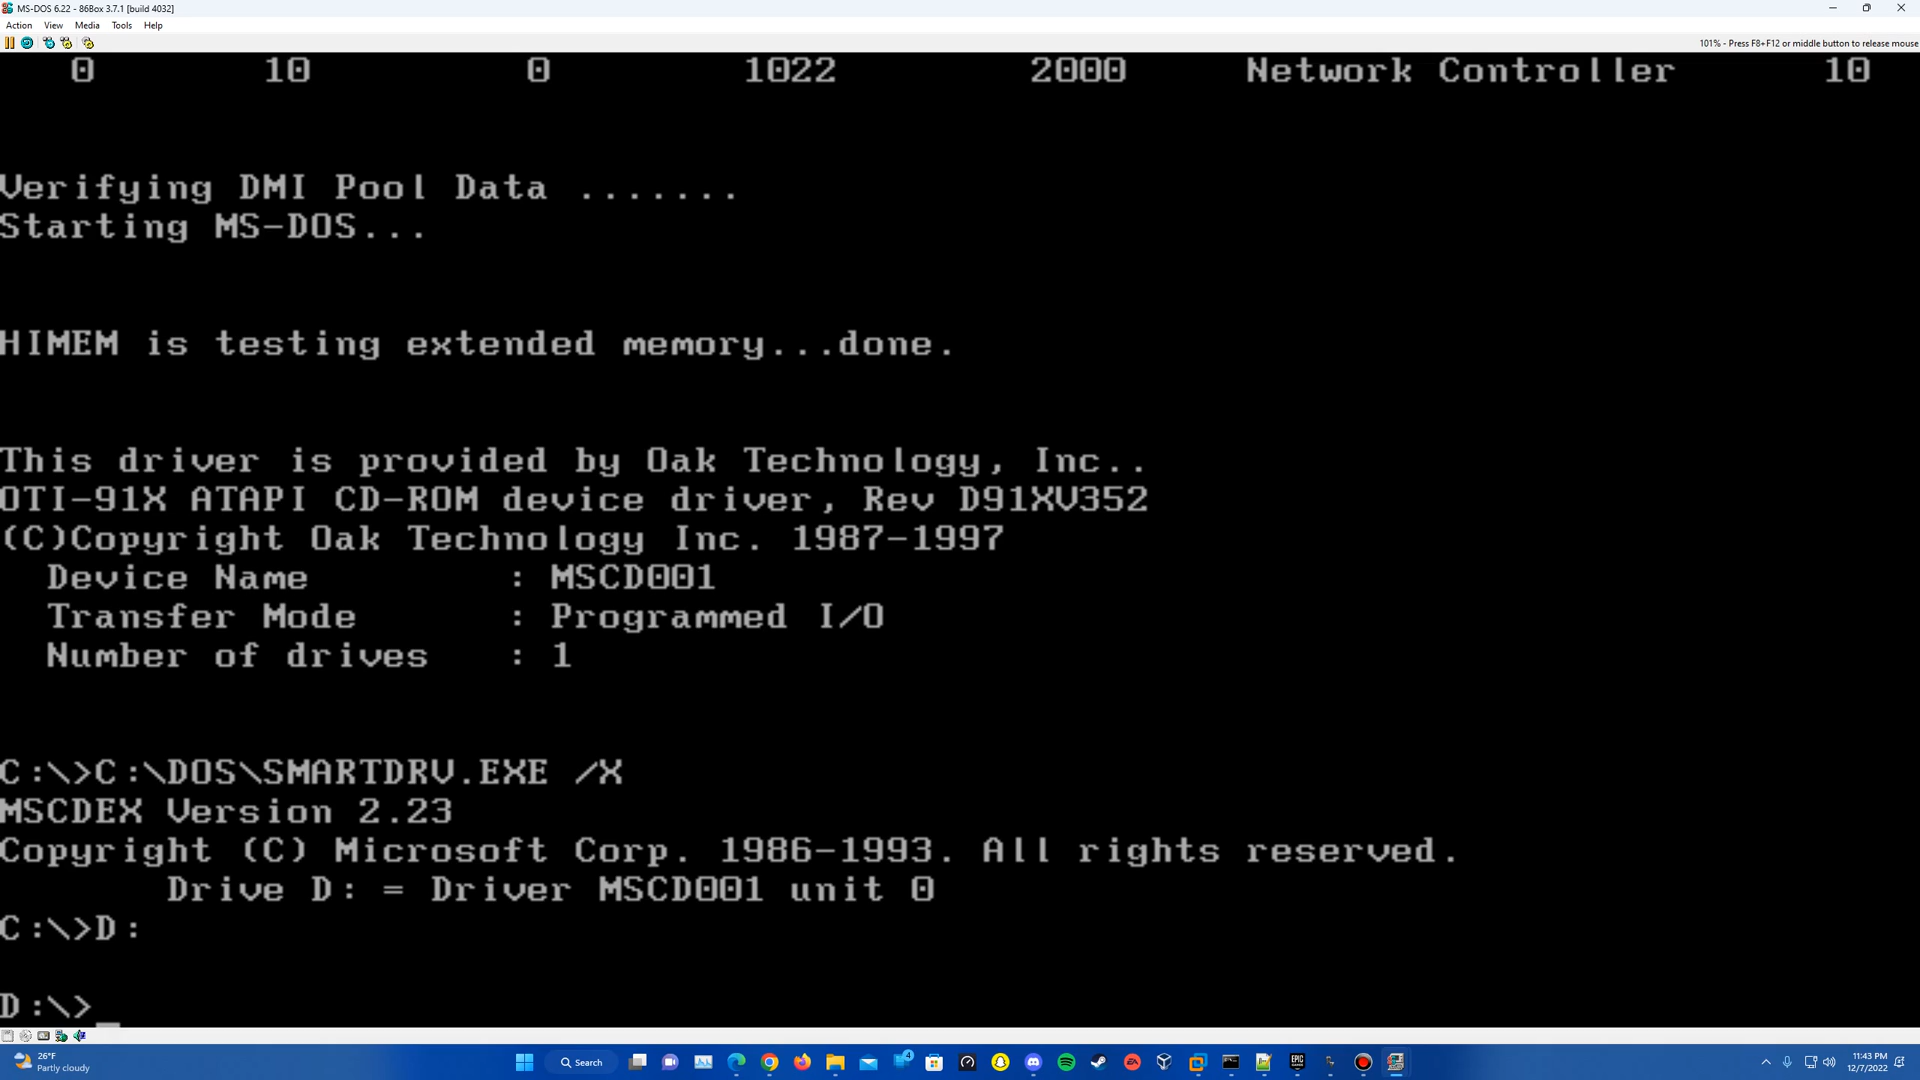 MS-DOS 6.22 - 86Box 3.7.1 [build 4032]
Action View Media Tools Help
101% - Press F8+F12 or middle button to release mouse
0 10 0 1022 2000 Network Controller 10
Verifying DMI Pool Data .......
Starting MS-DOS...
HIMEM is testing extended memory...done.
This driver is provided by Oak Technology, Inc..
OTI-91X ATAPI CD-ROM device driver, Rev D91XV352
(C)Copyright Oak Technology Inc. 1987-1997
Device Name : MSCD001
Transfer Mode : Programmed I/O
Number of drives : 1
C:\>C:\DOS\SMARTDRV.EXE /X
MSCDEX Version 2.23
Copyright (C) Microsoft Corp. 1986-1993. All rights reserved.
Drive D: = Driver MSCD001 unit 0
C:\>D:
D:\>_
26°F
Partly cloudy
Search
4
EA
EPIC
11:43 PM
12/7/2022